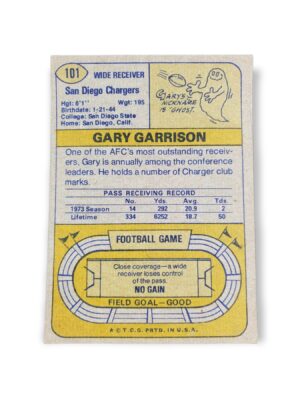 101 WIDE RECEIVER
San Diego Chargers
Hgt: 6'1" Wgt: 195
Birthdate: 1-21-44
College: San Diego State
Home: San Diego, Calif.
GARY'S
NICKNAME
IS "GHOST."
GARY GARRISON
One of the AFC's most outstanding receiv-
ers, Gary is annually among the conference
leaders. He holds a number of Charger club
marks.
PASS RECEIVING RECORD
No. Yds Avg. Tds
1973 Season 14 292 20.9 2
Lifetime 334 6252 18.7 50
FOOTBALL GAME
Close coverage—a wide
receiver loses control
of the pass.
NO GAIN
FIELD GOAL—GOOD
© T.C.G. PRTD. IN U.S.A.